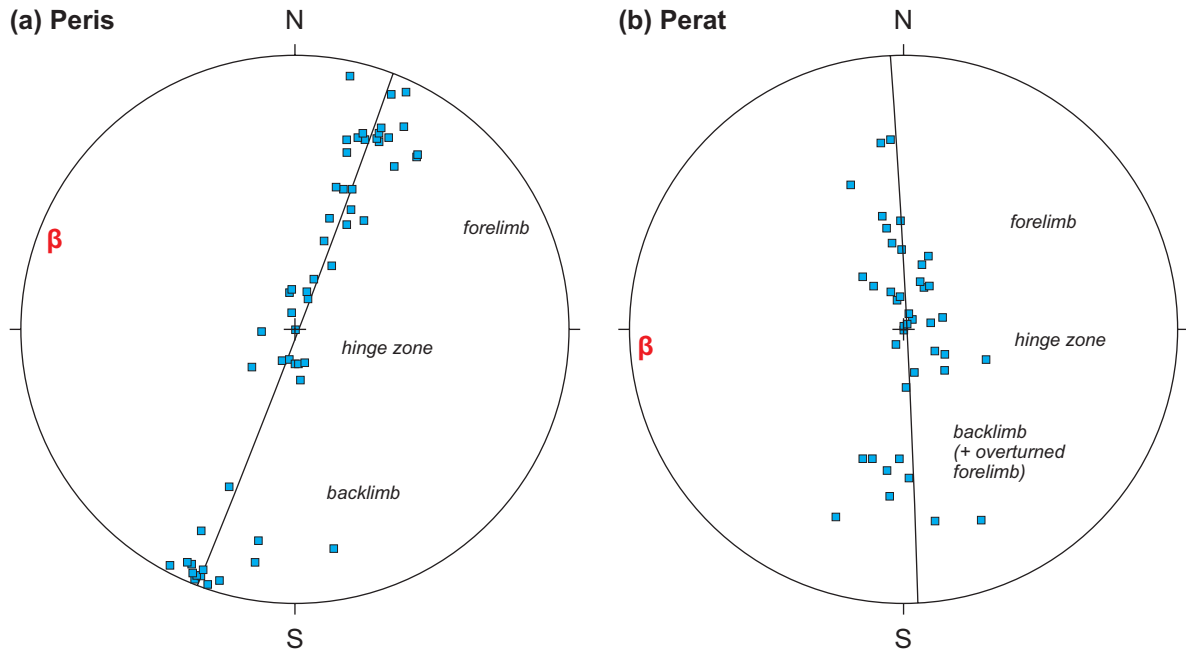 (a) Peris
N
β
forelimb
hinge zone
backlimb
S
(b) Perat
N
forelimb
β
hinge zone
backlimb
(+ overturned
forelimb)
S